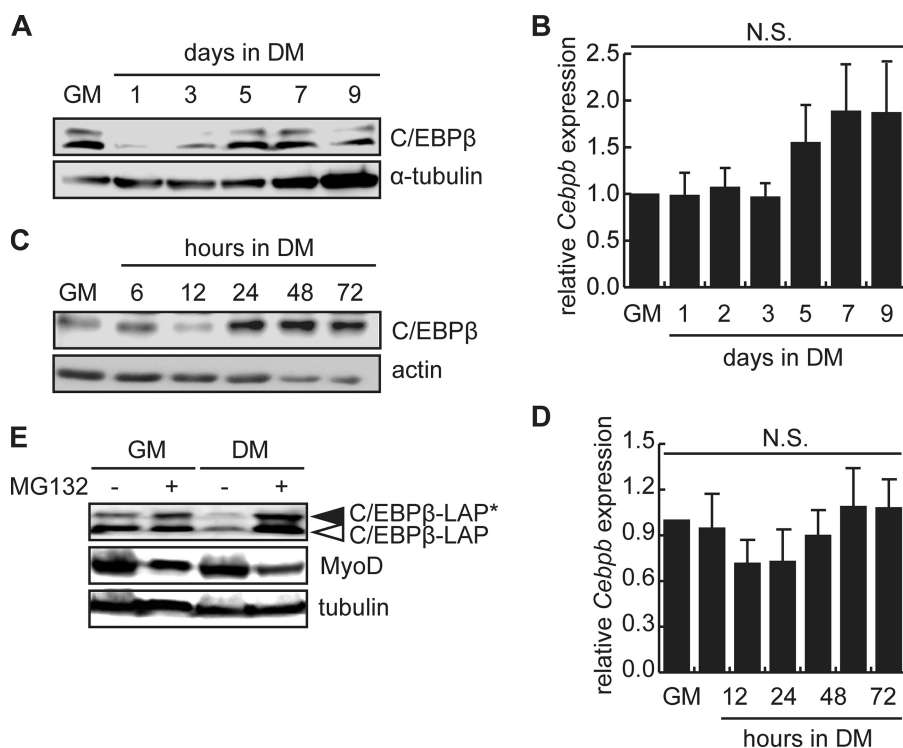 A
days in DM
GM 1 3 5 7 9
C/EBPβ
α-tubulin
B
N.S.
relative Cebpb expression
2.5
2.0
1.5
1.0
0.5
0.0
GM 1 2 3 5 7 9
days in DM
C
hours in DM
GM 6 12 24 48 72
C/EBPβ
actin
D
N.S.
relative Cebpb expression
1.5
1.2
0.9
0.6
0.3
0.0
GM 12 24 48 72
hours in DM
E
GM DM
MG132 - + - +
C/EBPβ-LAP*
C/EBPβ-LAP
MyoD
tubulin